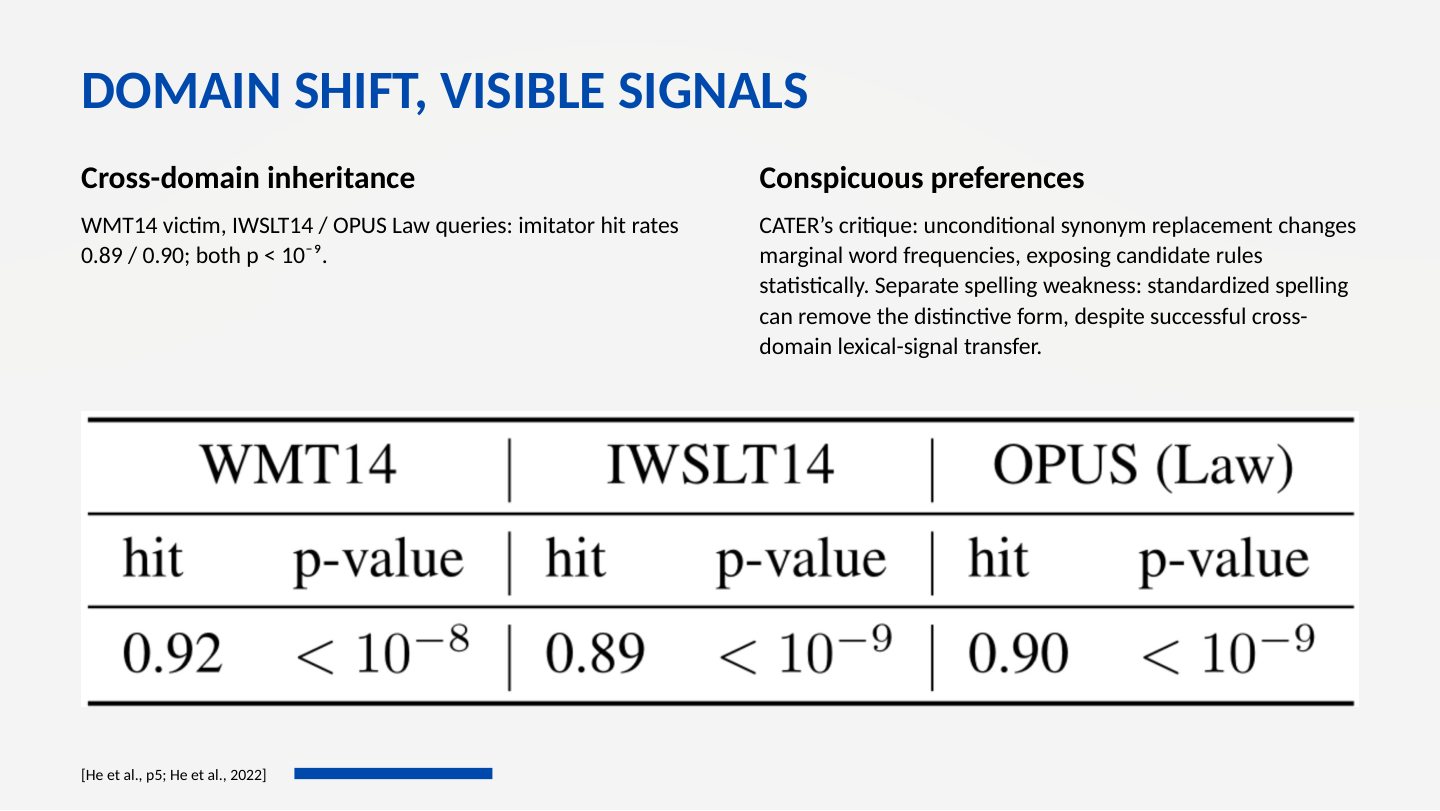 DOMAIN SHIFT, VISIBLE SIGNALS
Cross-domain inheritance
WMT14 victim, IWSLT14 / OPUS Law queries: imitator hit rates
0.89 / 0.90; both p < 10⁻⁹.
Conspicuous preferences
CATER’s critique: unconditional synonym replacement changes
marginal word frequencies, exposing candidate rules
statistically. Separate spelling weakness: standardized spelling
can remove the distinctive form, despite successful cross-
domain lexical-signal transfer.
WMT14 | IWSLT14 | OPUS (Law)
hit p-value | hit p-value | hit p-value
0.92 < 10⁻⁸ | 0.89 < 10⁻⁹ | 0.90 < 10⁻⁹
[He et al., p5; He et al., 2022]